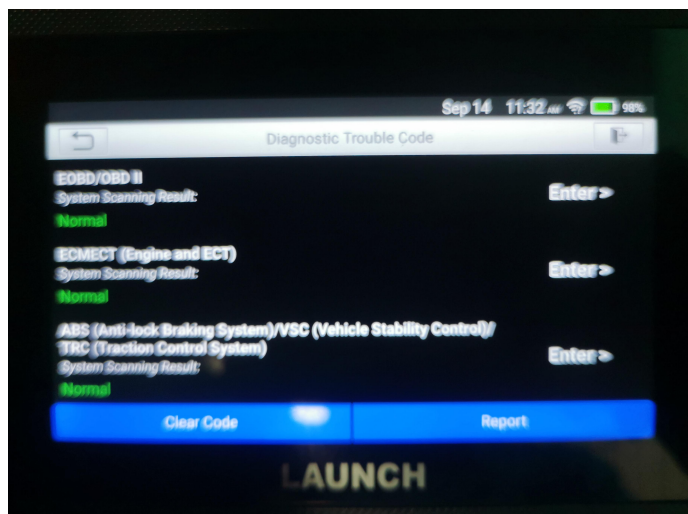 Sep 14 11:32 AM 98%
Diagnostic Trouble Code
EOBD/OBD II
System Scanning Result:
Enter >
Normal
ECMECT (Engine and ECT)
System Scanning Result:
Enter >
Normal
ABS (Anti-lock Braking System)/VSC (Vehicle Stability Control)/
TRC (Traction Control System)
Enter >
System Scanning Result:
Normal
Clear Code Report
LAUNCH